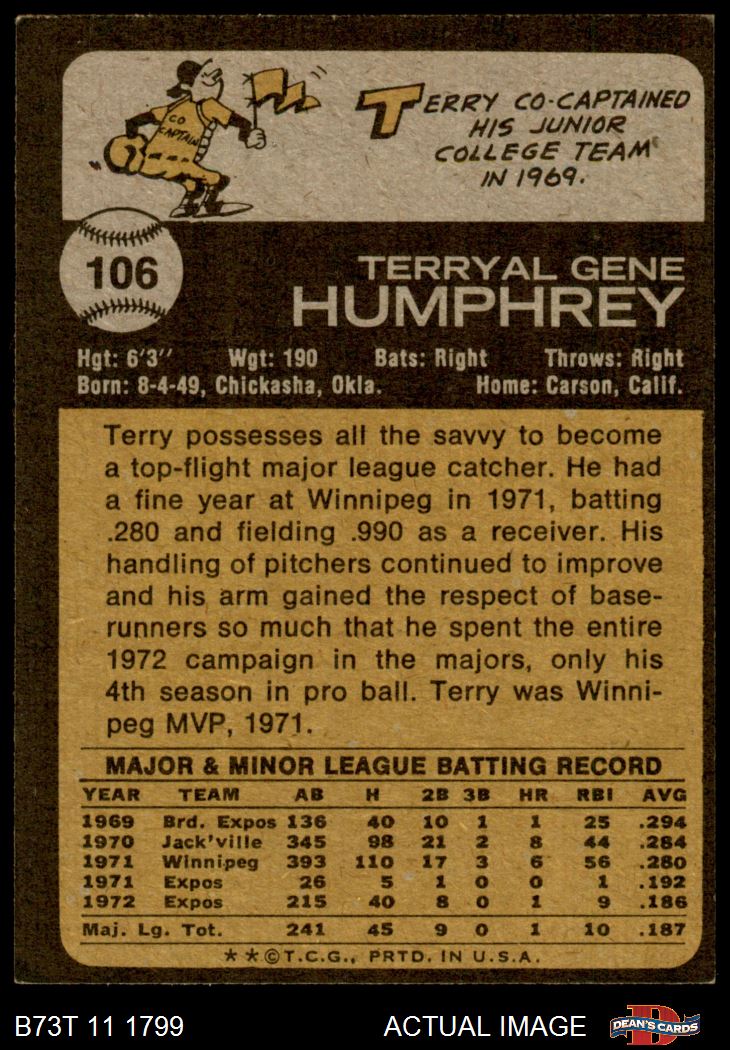 CO
CAPTAIN
TERRY CO-CAPTAINED
HIS JUNIOR
COLLEGE TEAM
IN 1969.
106
TERRYAL GENE
HUMPHREY
Hgt: 6'3" Wgt: 190 Bats: Right Throws: Right
Born: 8-4-49, Chickasha, Okla. Home: Carson, Calif.
Terry possesses all the savvy to become
a top-flight major league catcher. He had
a fine year at Winnipeg in 1971, batting
.280 and fielding .990 as a receiver. His
handling of pitchers continued to improve
and his arm gained the respect of base-
runners so much that he spent the entire
1972 campaign in the majors, only his
4th season in pro ball. Terry was Winni-
peg MVP, 1971.
MAJOR & MINOR LEAGUE BATTING RECORD
YEAR TEAM AB H 2B 3B HR RBI AVG
1969 Brd. Expos 136 40 10 1 1 25 .294
1970 Jack'ville 345 98 21 2 8 44 .284
1971 Winnipeg 393 110 17 3 6 56 .280
1971 Expos 26 5 1 0 0 1 .192
1972 Expos 215 40 8 0 1 9 .186
Maj. Lg. Tot. 241 45 9 0 1 10 .187
**©T.C.G., PRTD. IN U.S.A.
B73T 11 1799 ACTUAL IMAGE
D
DEAN'S CARDS